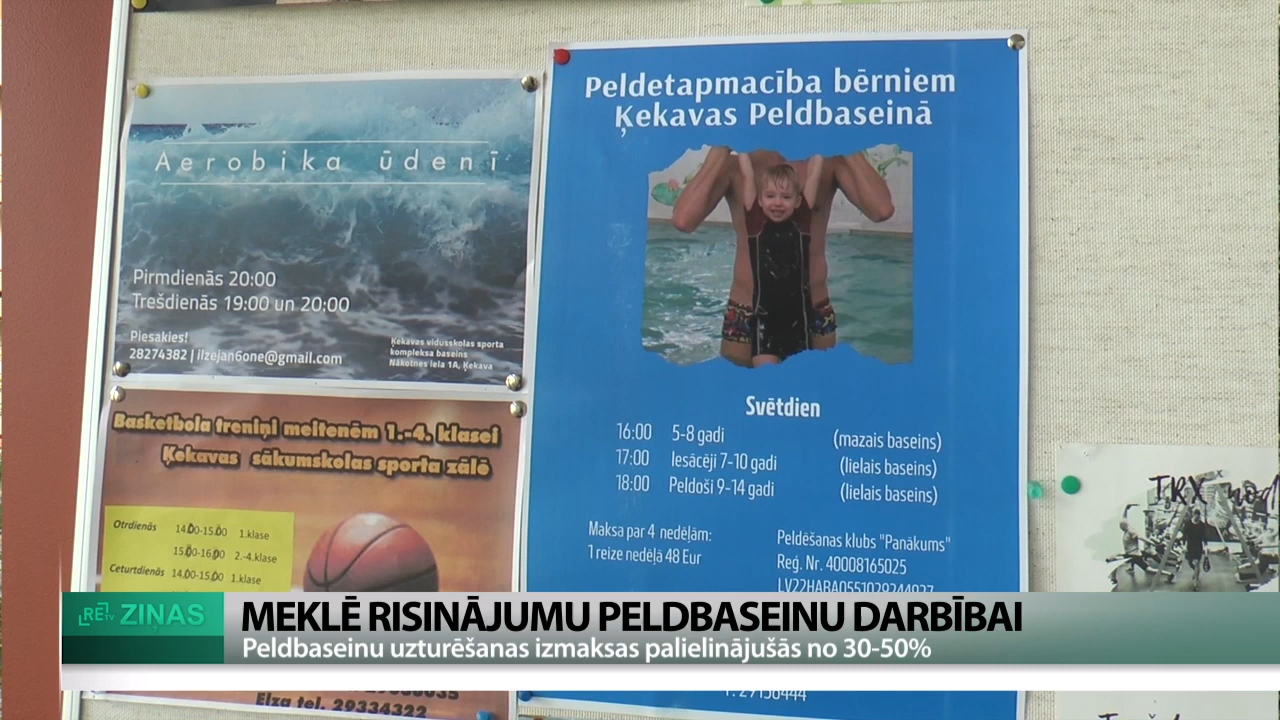 Aerobika ūdenī
Pirmdienās 20:00
Trešdienās 19:00 un 20:00
Piesakies!
28274382 | ilzejan6one@gmail.com
Ķekavas vidusskolas sporta
kompleksa baseins
Nākotnes iela 1A, Ķekava
Peldetapmacība bērniem
Ķekavas Peldbaseinā
Svētdien
16:00 5-8 gadi (mazais baseins)
17:00 Iesācēji 7-10 gadi (lielais baseins)
18:00 Peldoši 9-14 gadi (lielais baseins)
Maksa par 4 nedēļām:
1 reize nedēļā 48 Eur
Peldēšanas klubs "Panākums"
Reģ. Nr. 40008165025
Basketbola treniņi meitenēm 1.-4. klasei
Ķekavas sākumskolas sporta zālē
Otrdienās 14.00-15.00 1.klase
15.00-16.00 2.-4.klase
Ceturtdienās 14.00-15.00 1.klase
TRX
RE TV ZIŅAS
MEKLĒ RISINĀJUMU PELDBASEINU DARBĪBAI
Peldbaseinu uzturēšanas izmaksas palielinājušās no 30-50%
Elza tel. 29334322